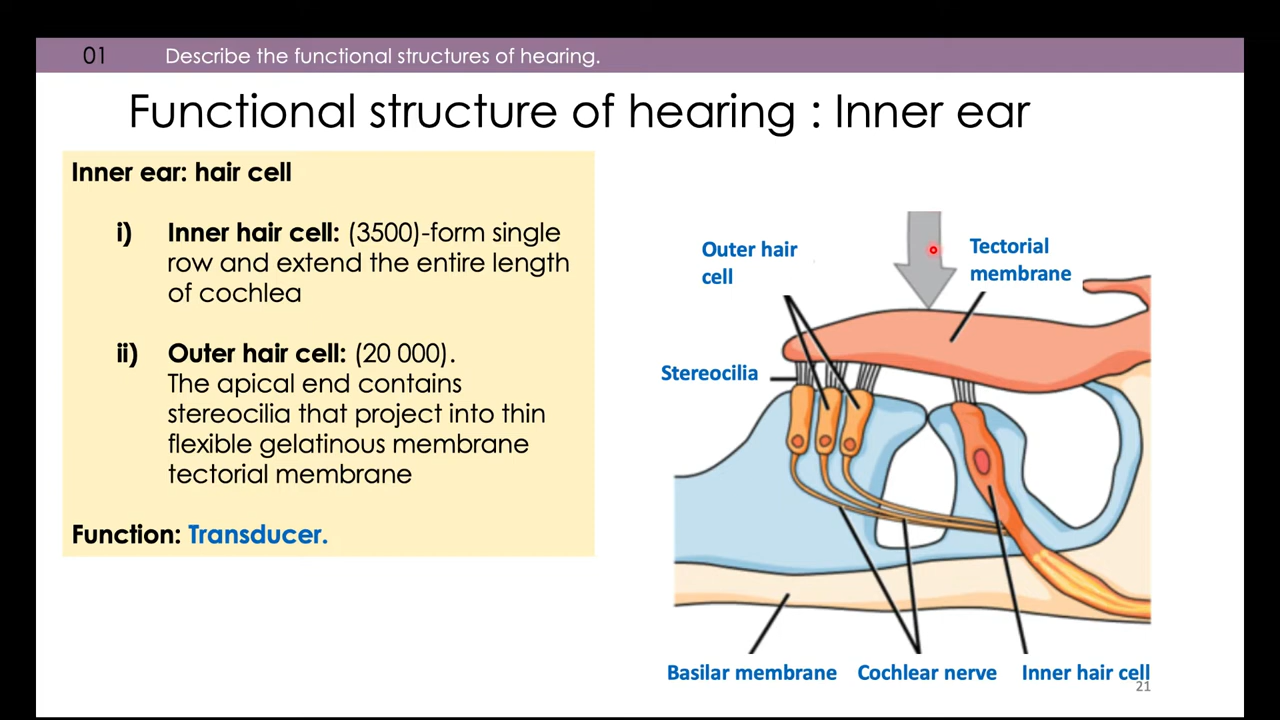 01 Describe the functional structures of hearing.
Functional structure of hearing : Inner ear
Inner ear: hair cell
i) Inner hair cell: (3500)-form single
row and extend the entire length
of cochlea
ii) Outer hair cell: (20 000).
The apical end contains
stereocilia that project into thin
flexible gelatinous membrane
tectorial membrane
Function: Transducer.
Outer hair
cell
Tectorial
membrane
Stereocilia
Basilar membrane
Cochlear nerve
Inner hair cell
21